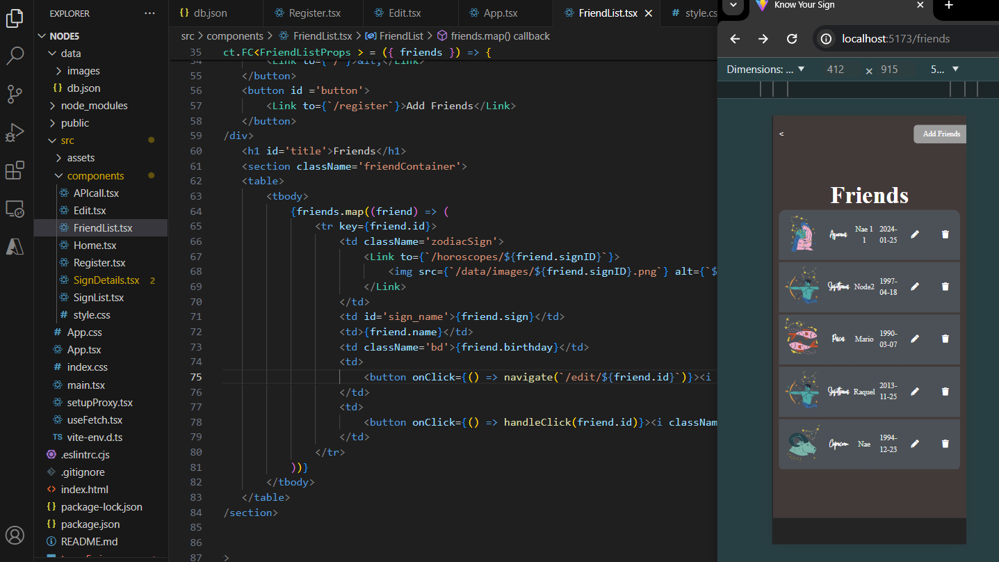 EXPLORER
NODE5
data
images
db.json
node_modules
public
src
assets
components
APIcall.tsx
Edit.tsx
FriendList.tsx
Home.tsx
Register.tsx
SignDetails.tsx 2
SignList.tsx
style.css
App.css
App.tsx
index.css
main.tsx
setupProxy.tsx
useFetch.tsx
vite-env.d.ts
.eslintrc.cjs
.gitignore
index.html
package-lock.json
package.json
README.md
db.json Register.tsx Edit.tsx App.tsx FriendList.tsx style.cs
src > components > FriendList.tsx > FriendList > friends.map() callback
35 ct.FC<FriendListProps > = ({ friends }) => {
54 <Link to={`/`}>&lt;</Link>
55 </button>
56 <button id ='button'>
57 <Link to={`/register`}>Add Friends</Link>
58 </button>
59 /div>
60 <h1 id='title'>Friends</h1>
61 <section className='friendContainer'>
62 <table>
63 <tbody>
64 {friends.map((friend) => (
65 <tr key={friend.id}>
66 <td className='zodiacSign'>
67 <Link to={`/horoscopes/${friend.signID}`}>
68 <img src={`/data/images/${friend.signID}.png`} alt={`$
69 </Link>
70 </td>
71 <td id='sign_name'>{friend.sign}</td>
72 <td>{friend.name}</td>
73 <td className='bd'>{friend.birthday}</td>
74 <td>
75 <button onClick={() => navigate(`/edit/${friend.id}`)}><i
76 </td>
77 <td>
78 <button onClick={() => handleClick(friend.id)}><i classNam
79 </td>
80 </tr>
81 ))}
82 </tbody>
83 </table>
84 /section>
85
86
87 >
Know Your Sign
localhost:5173/friends
Dimensions: ... 412 × 915 5...
< Add Friends
Friends
Aquarius Nae 1 1 2024-01-25
Sagittarius Node2 1997-04-18
Pisces Mario 1990-03-07
Sagittarius Raquel 2013-11-25
Capricorn Nae 1994-12-23